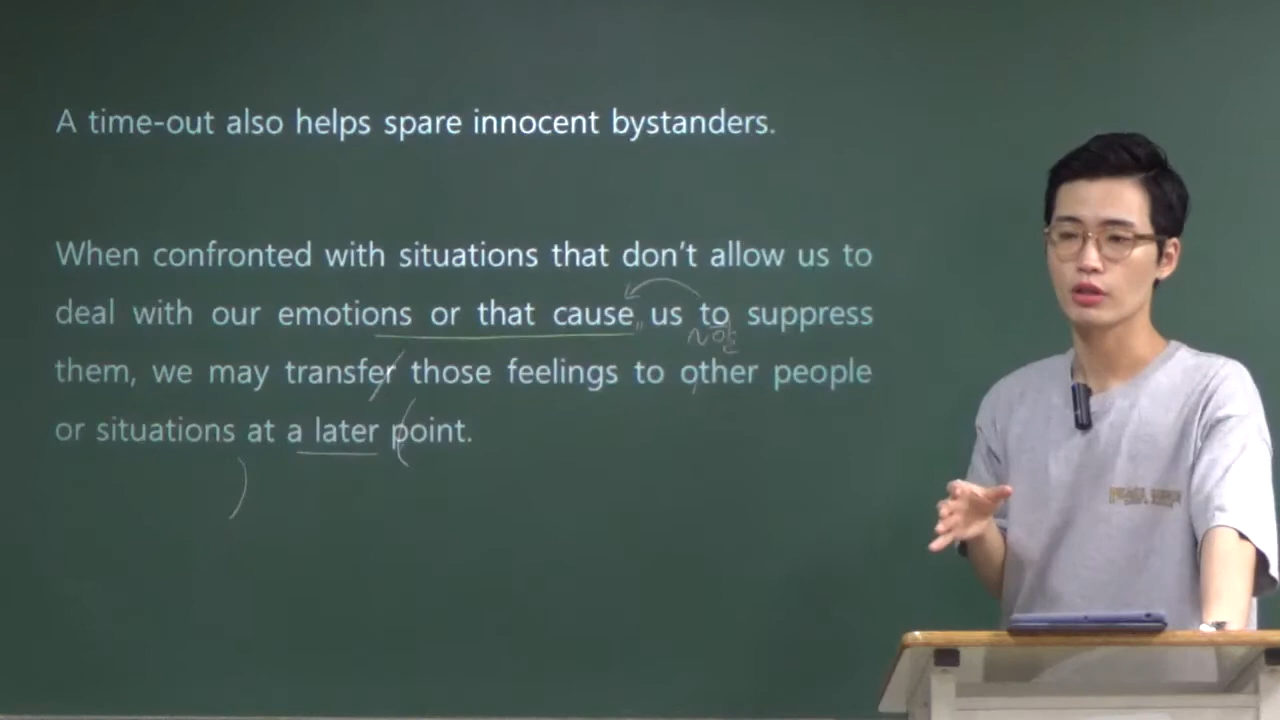 A time-out also helps spare innocent bystanders.
When confronted with situations that don't allow us to
deal with our emotions or that cause us to suppress
them, we may transfer those feelings to other people
or situations at a later point.